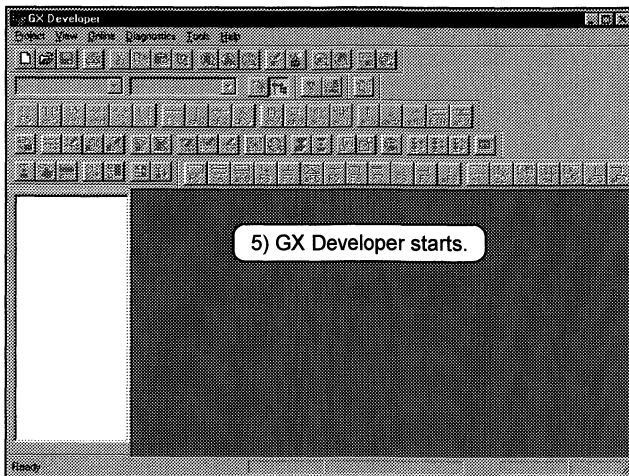 GX Developer
Project View Online Diagnostics Tools Help
5) GX Developer starts.
Ready